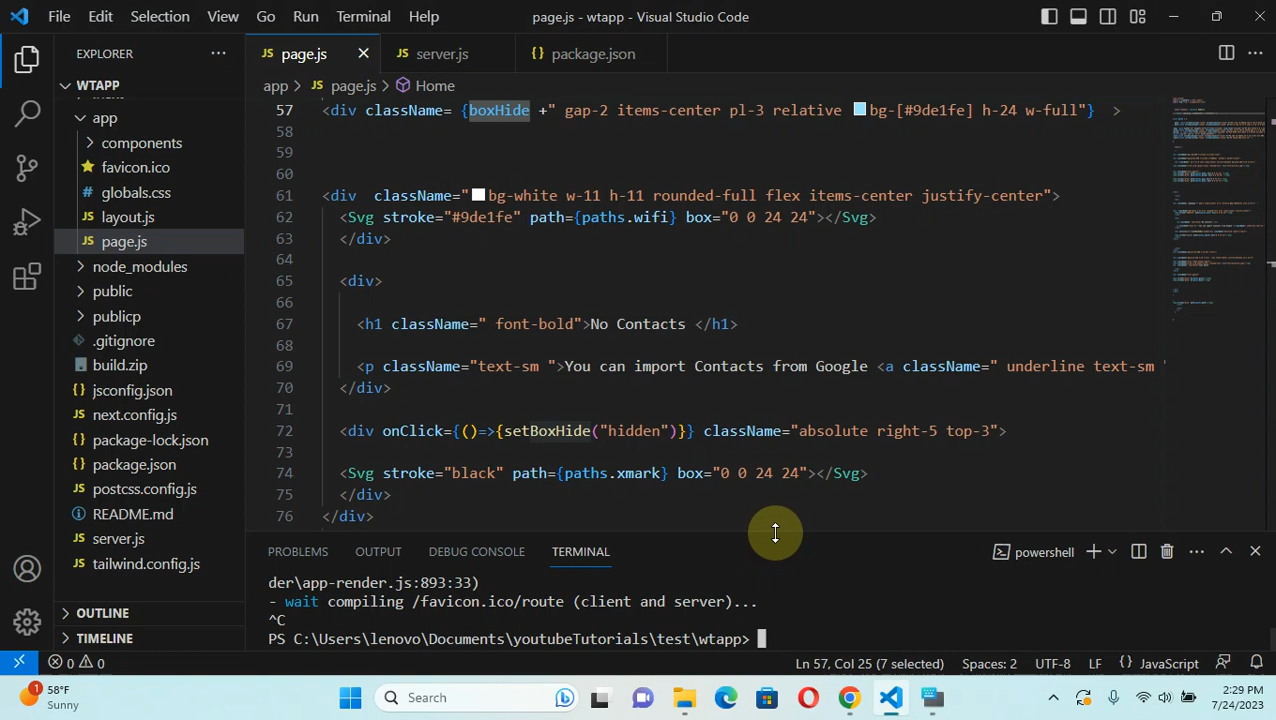 File Edit Selection View Go Run Terminal Help page.js - wtapp - Visual Studio Code
EXPLORER
WTAPP
app
components
favicon.ico
globals.css
layout.js
page.js
node_modules
public
publicp
.gitignore
build.zip
jsconfig.json
next.config.js
package-lock.json
package.json
postcss.config.js
README.md
server.js
tailwind.config.js
OUTLINE
TIMELINE
JS page.js JS server.js {} package.json
app > JS page.js > Home
57 <div className= {boxHide +" gap-2 items-center pl-3 relative bg-[#9de1fe] h-24 w-full"} >
58
59
60
61 <div className=" bg-white w-11 h-11 rounded-full flex items-center justify-center">
62 <Svg stroke="#9de1fe" path={paths.wifi} box="0 0 24 24"></Svg>
63 </div>
64
65 <div>
66
67 <h1 className=" font-bold">No Contacts </h1>
68
69 <p className="text-sm ">You can import Contacts from Google <a className=" underline text-sm "
70 </div>
71
72 <div onClick={()=>{setBoxHide("hidden")}} className="absolute right-5 top-3">
73
74 <Svg stroke="black" path={paths.xmark} box="0 0 24 24"></Svg>
75 </div>
76 </div>
PROBLEMS OUTPUT DEBUG CONSOLE TERMINAL powershell
der\app-render.js:893:33)
- wait compiling /favicon.ico/route (client and server)...
^C
PS C:\Users\lenovo\Documents\youtubeTutorials\test\wtapp>
0 0 Ln 57, Col 25 (7 selected) Spaces: 2 UTF-8 LF {} JavaScript
1 58°F
Sunny
Search
2:29 PM
7/24/2023